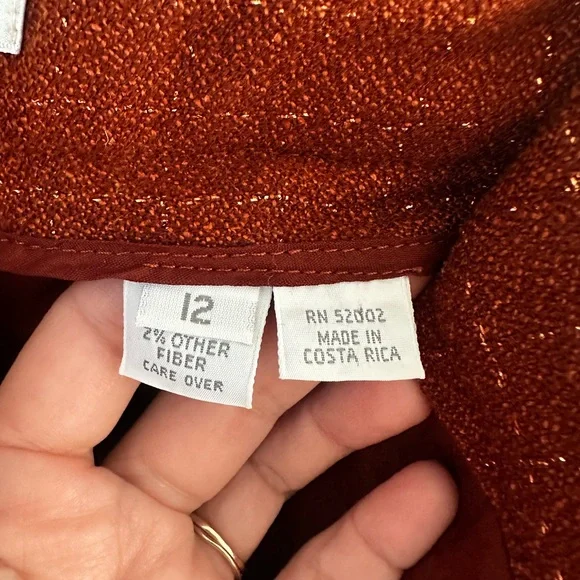 12
2% OTHER
FIBER
CARE OVER
RN 52002
MADE IN
COSTA RICA